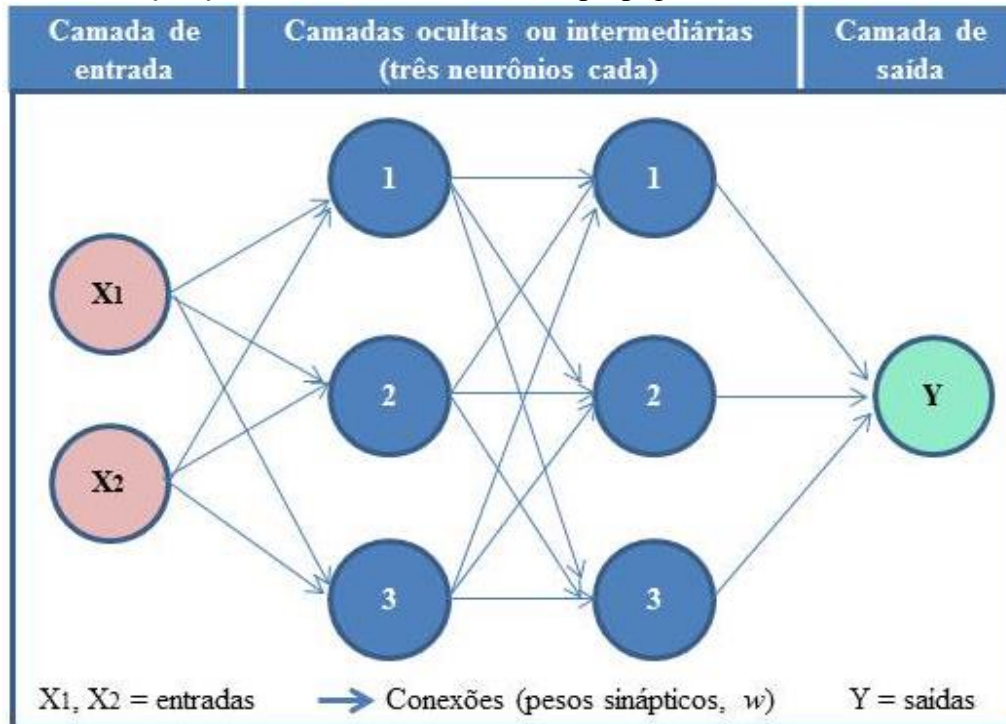 Camada de entrada
Camadas ocultas ou intermediárias (três neurônios cada)
Camada de saída
1
1
X1
2
2
Y
X2
3
3
X1, X2 = entradas
Conexões (pesos sinápticos, w)
Y = saídas